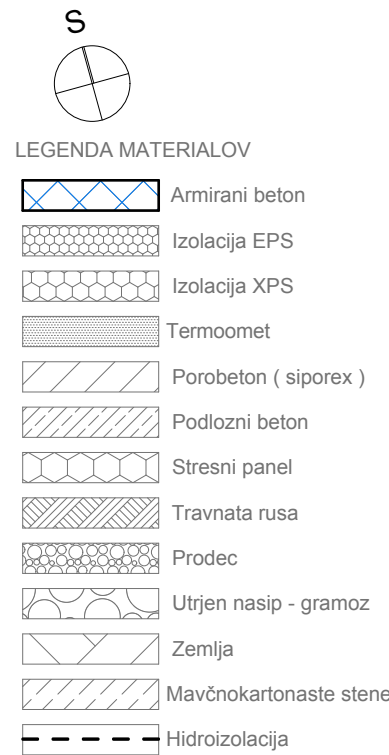 S
LEGENDA MATERIALOV
Armirani beton
Izolacija EPS
Izolacija XPS
Termoomet
Porobeton ( siporex )
Podlozni beton
Stresni panel
Travnata rusa
Prodec
Utrjen nasip - gramoz
Zemlja
Mavčnokartonaste stene
Hidroizolacija